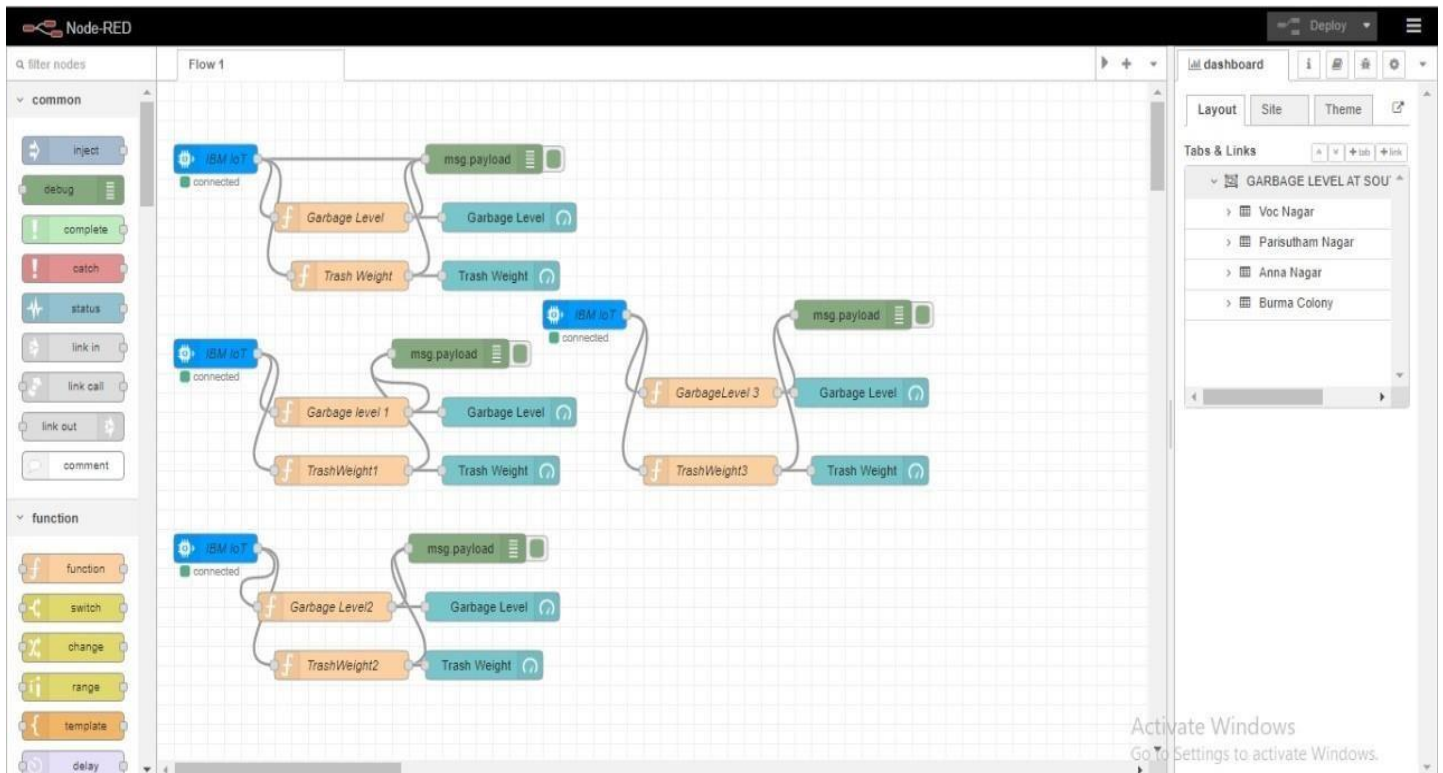 Node-RED
Deploy
filter nodes
common
inject
debug
complete
catch
status
link in
link call
link out
comment
function
function
switch
change
range
template
delay
Flow 1
IBM IoT
connected
msg.payload
Garbage Level
Garbage Level
Trash Weight
Trash Weight
IBM IoT
connected
msg.payload
Garbage level 1
Garbage Level
TrashWeight1
Trash Weight
IBM IoT
connected
msg.payload
GarbageLevel 3
Garbage Level
TrashWeight3
Trash Weight
IBM IoT
connected
msg.payload
Garbage Level2
Garbage Level
TrashWeight2
Trash Weight
dashboard
i
Layout
Site
Theme
Tabs & Links
+tab
+link
GARBAGE LEVEL AT SOU
Voc Nagar
Parisutham Nagar
Anna Nagar
Burma Colony
Activate Windows
Go to Settings to activate Windows.